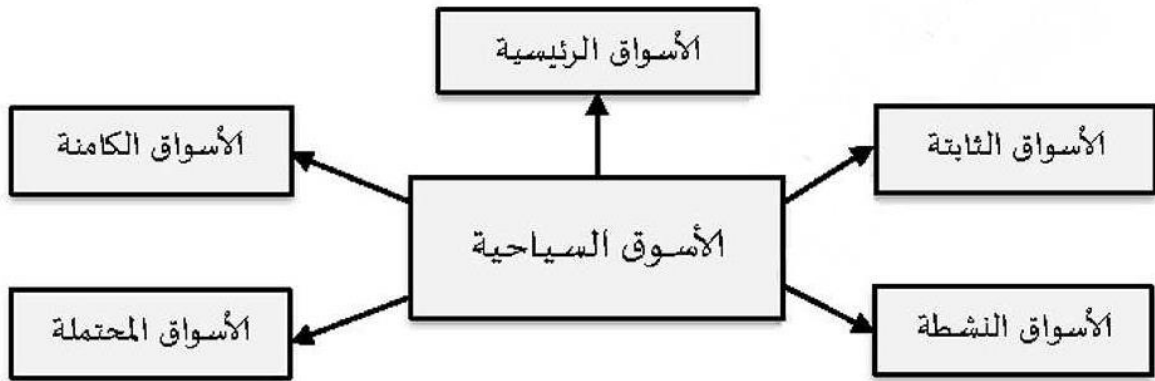 الأسواق الرئيسية
الأسواق الثابتة
الأسواق الكامنة
الأسوق السياحية
الأسواق النشطة
الأسواق المحتملة